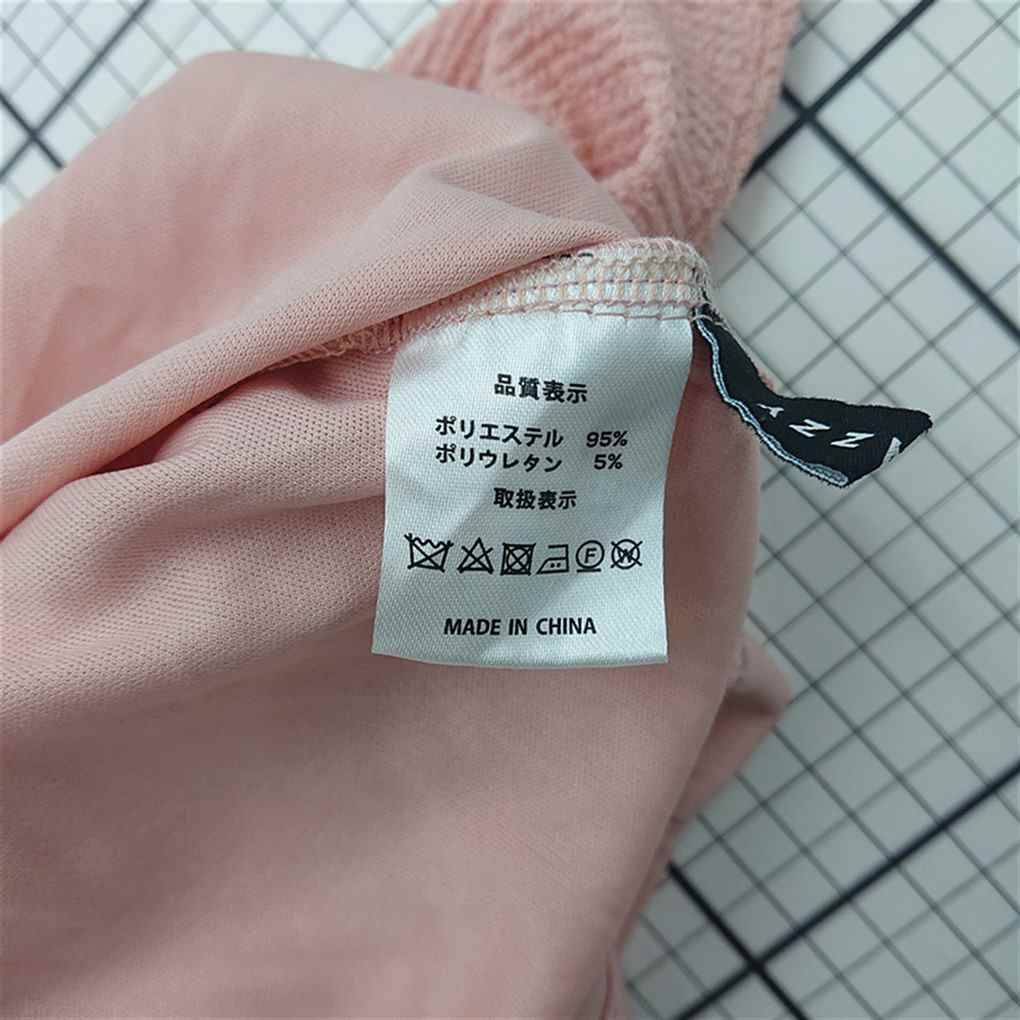 品質表示
ポリエステル 95%
ポリウレタン 5%
取扱表示
F W
MADE IN CHINA